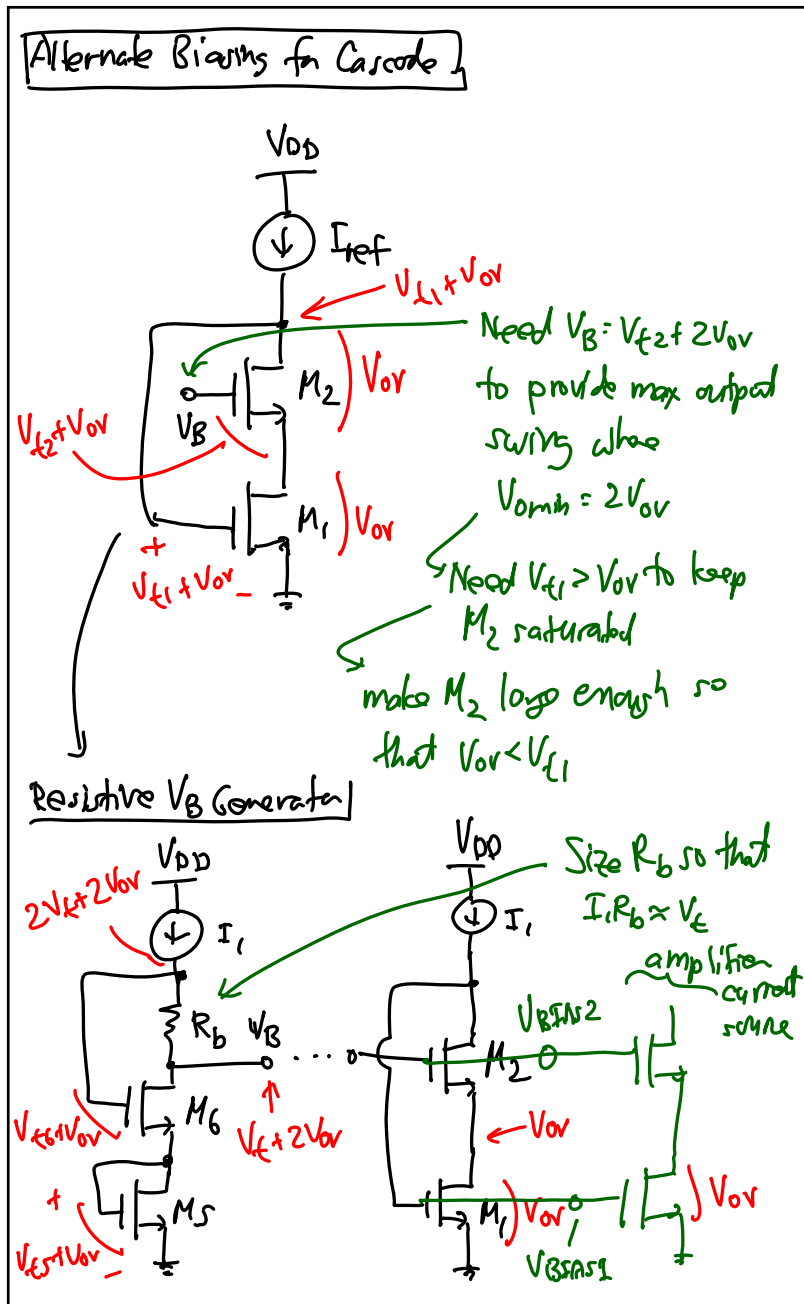 Alternate Biasing for Cascode
VDD
Iref
Vt1+Vov
Need VB = Vt2+2Vov
to provide max output
swing where
Vomin = 2Vov
M2
Vov
VB
Vt2+Vov
M1
Vov
+
Vt1+Vov
-
Need Vt1 > Vov to keep
M2 saturated
make M2 large enough so
that Vov < Vt1
Resistive VB Generator
VDD
2Vt+2Vov
I1
Rb
VB
Vt+2Vov
M6
Vt6+Vov
M5
+
Vt5+Vov
-
VDD
I1
Size Rb so that
I1Rb ≈ Vt
amplifier
current
source
VBIAS2
M2
Vov
M1
Vov
VBIAS1
Vov